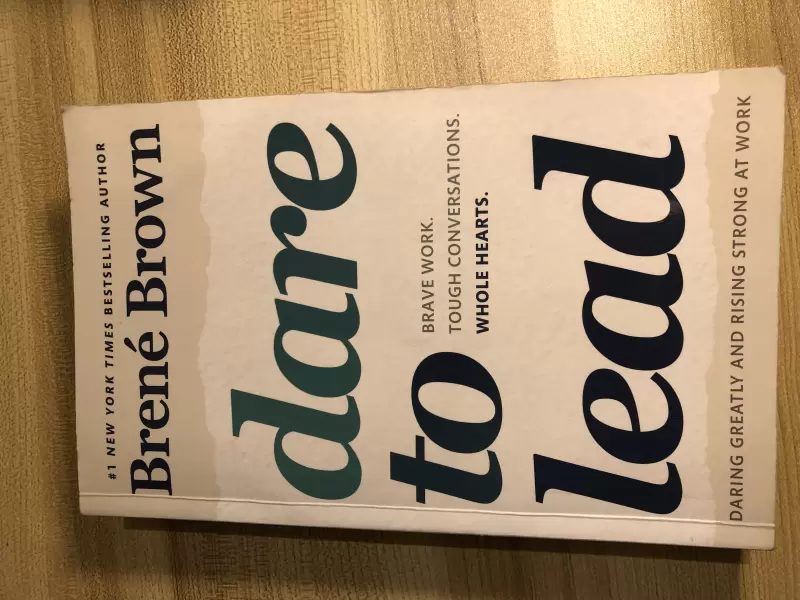 #1 NEW YORK TIMES BESTSELLING AUTHOR
Brené Brown
dare
to
BRAVE WORK.
TOUGH CONVERSATIONS.
WHOLE HEARTS.
lead
DARING GREATLY AND RISING STRONG AT WORK